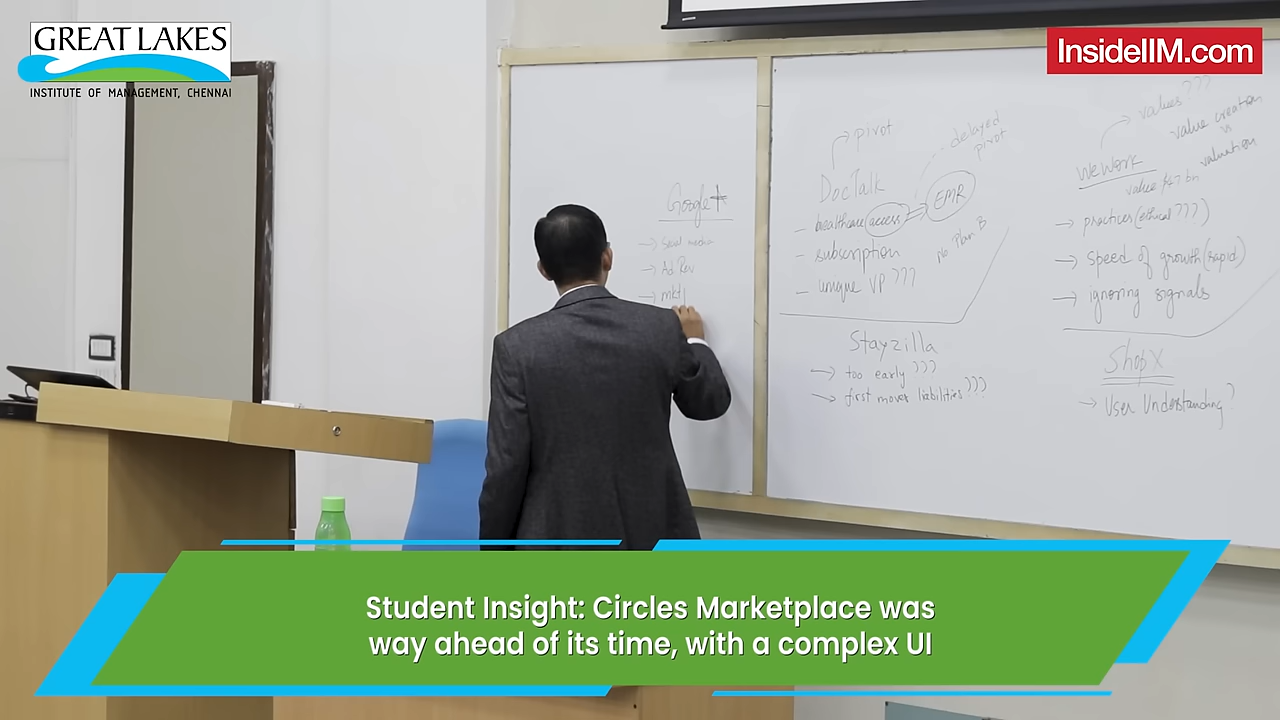 GREAT LAKES
INSTITUTE OF MANAGEMENT, CHENNAI
InsideIIM.com
Google+
→ Social media
→ Ad Rev
→ mkt
pivot
delayed
pivot
DocTalk
– healthcare access ⇒ EMR
– subscription
– unique VP ???
no Plan B
Stayzilla
→ too early ???
→ first mover liabilities ???
values ???
value creation
vs
valuation
WeWork
value $47 bn
→ practices (ethical ???)
→ speed of growth (rapid)
→ ignoring signals
ShopX
→ User Understanding?
Student Insight: Circles Marketplace was
way ahead of its time, with a complex UI